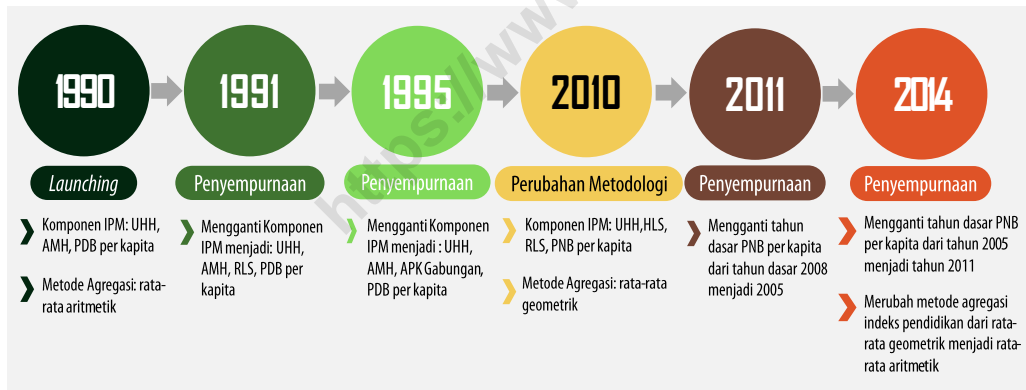 1990
1991
1995
2010
2011
2014
Launching
Penyempurnaan
Penyempurnaan
Perubahan Metodologi
Penyempurnaan
Penyempurnaan
Komponen IPM: UHH,
AMH, PDB per kapita
Metode Agregasi: rata-
rata aritmetik
Mengganti Komponen
IPM menjadi: UHH,
AMH, RLS, PDB per
kapita
Mengganti Komponen
IPM menjadi : UHH,
AMH, APK Gabungan,
PDB per kapita
Komponen IPM: UHH,HLS,
RLS, PNB per kapita
Metode Agregasi: rata-rata
geometrik
Mengganti tahun
dasar PNB per kapita
dari tahun dasar 2008
menjadi 2005
Mengganti tahun dasar PNB
per kapita dari tahun 2005
menjadi tahun 2011
Merubah metode agregasi
indeks pendidikan dari rata-
rata geometrik menjadi rata-
rata aritmetik
https://www